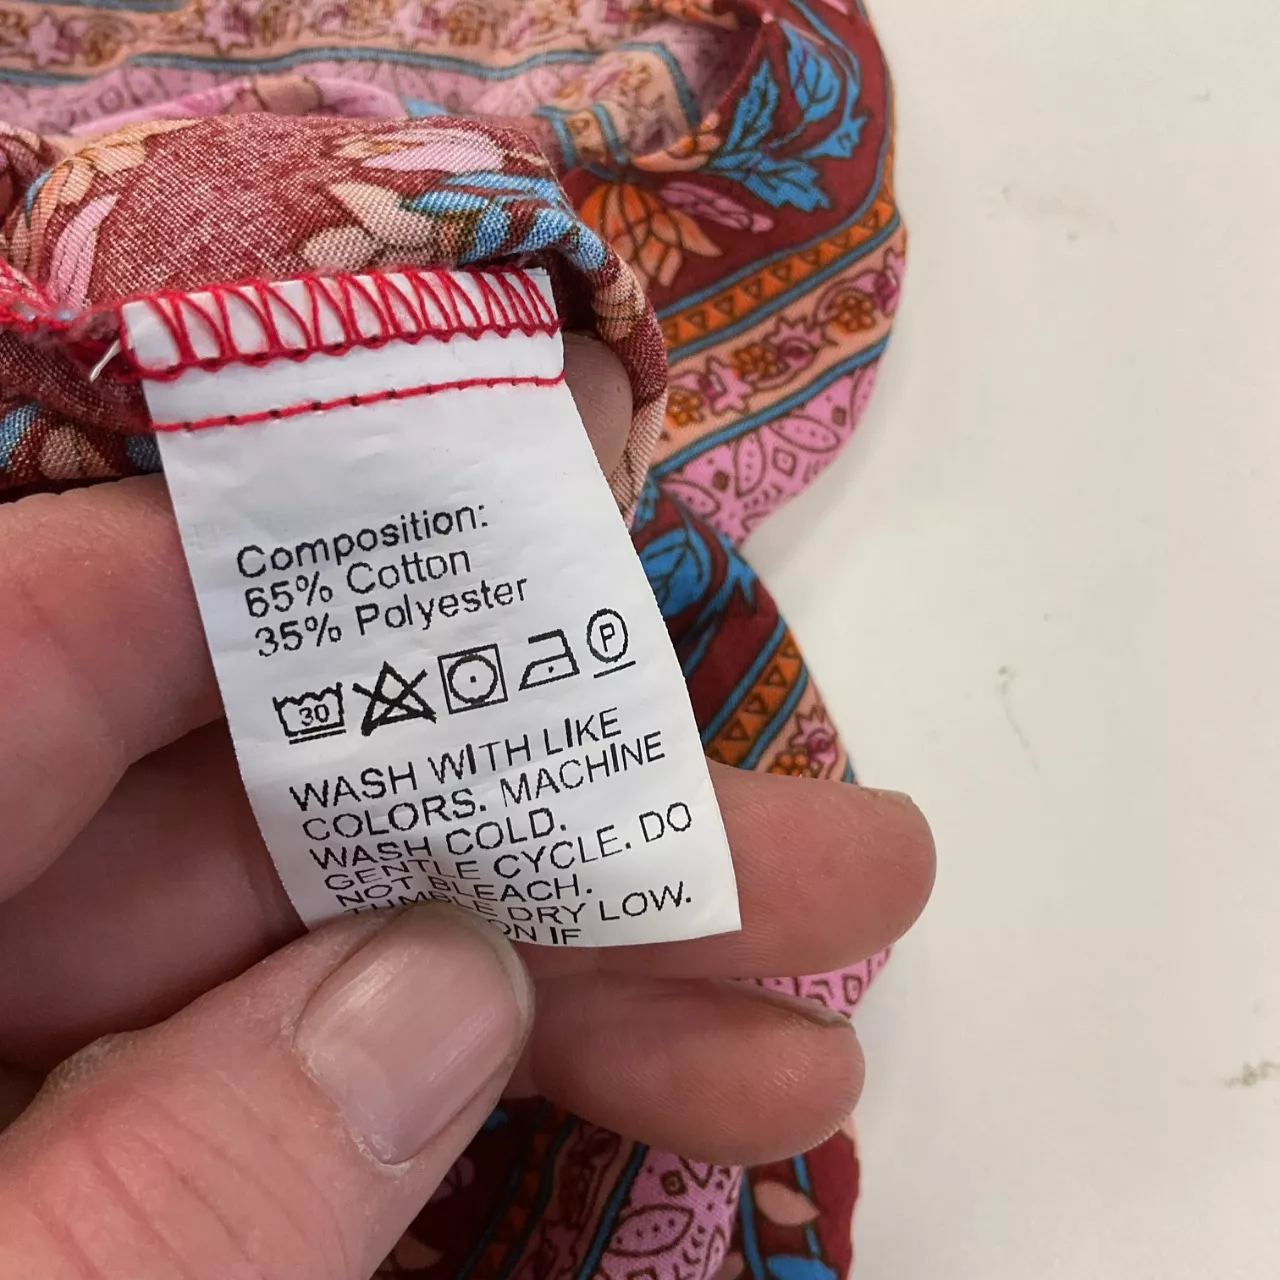 Composition:
65% Cotton
35% Polyester
30 P
WASH WITH LIKE
COLORS. MACHINE
WASH COLD.
GENTLE CYCLE. DO
NOT BLEACH.
TUMBLE DRY LOW.
IF